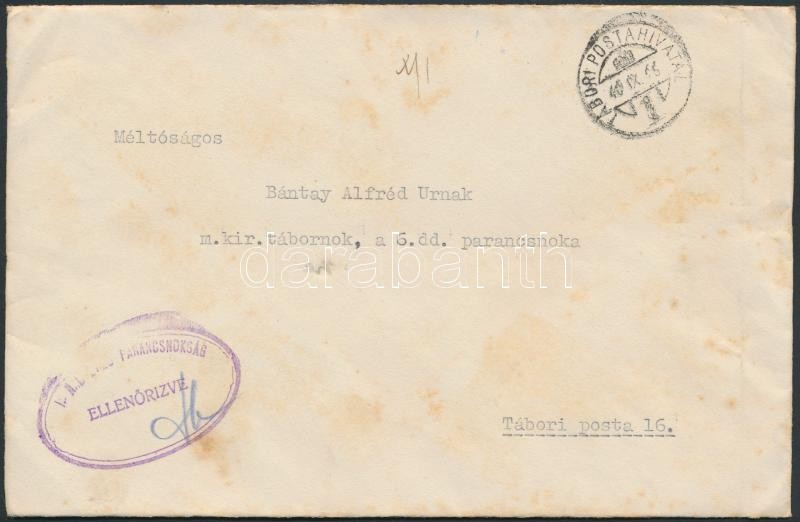 TÁBORI POSTAHIVATAL
40 IX.
Méltóságos
Bántay Alfréd Urnak
m.kir.tábornok, a 6.dd. parancsnoka
darabanth
PARANCSNOKSÁG
ELLENŐRIZVE
Tábori posta 16.